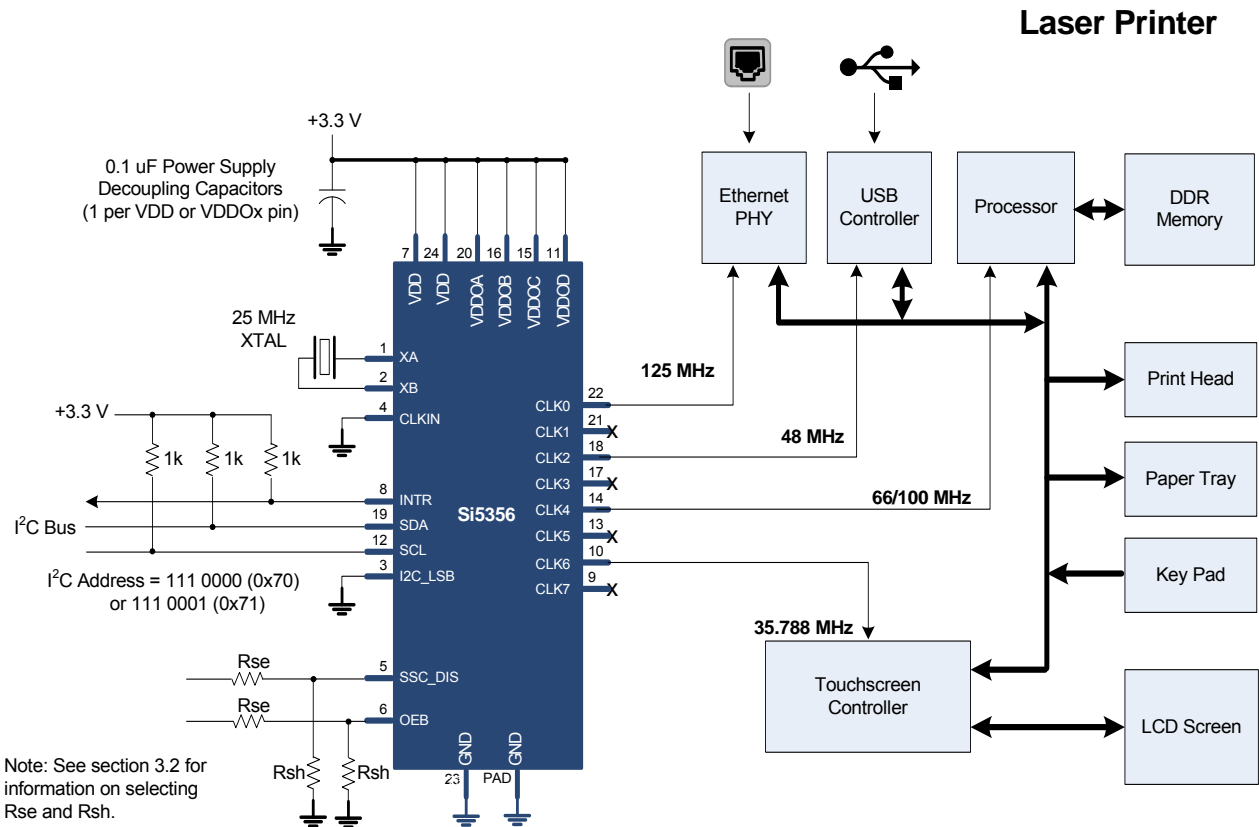 Laser Printer
+3.3 V
0.1 uF Power Supply
Decoupling Capacitors
(1 per VDD or VDDOx pin)
7
24
20
16
15
11
VDD
VDD
VDDOA
VDDOB
VDDOC
VDDOD
25 MHz
XTAL
1
XA
2
XB
4
CLKIN
+3.3 V
1k
1k
1k
8
INTR
19
SDA
12
SCL
3
I2C_LSB
I²C Bus
I²C Address = 111 0000 (0x70)
or 111 0001 (0x71)
Si5356
Rse
5
SSC_DIS
Rse
6
OEB
Rsh
Rsh
GND
GND
23
PAD
Note: See section 3.2 for
information on selecting
Rse and Rsh.
CLK0
22
CLK1
21
X
CLK2
18
CLK3
17
X
CLK4
14
CLK5
13
X
CLK6
10
CLK7
9
X
125 MHz
48 MHz
66/100 MHz
35.788 MHz
Ethernet
PHY
USB
Controller
Processor
DDR
Memory
Print Head
Paper Tray
Key Pad
Touchscreen
Controller
LCD Screen